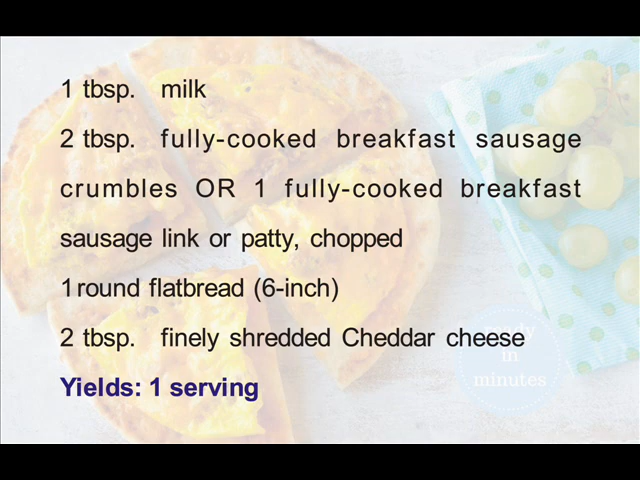 1 tbsp. milk
2 tbsp. fully-cooked breakfast sausage
crumbles OR 1 fully-cooked breakfast
sausage link or patty, chopped
1 round flatbread (6-inch)
2 tbsp. finely shredded Cheddar cheese
ready
in
Yields: 1 serving
minutes